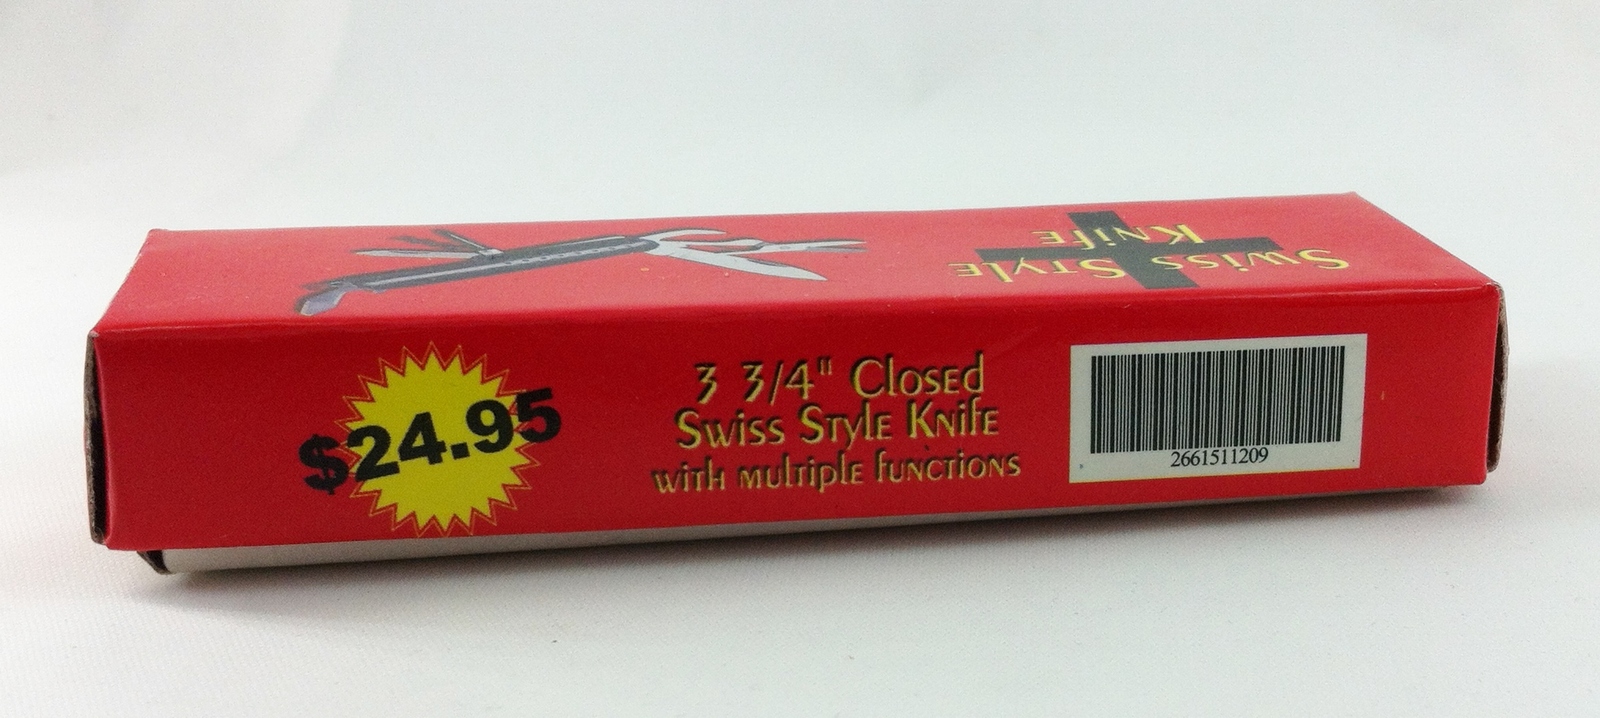 Swiss Style
Knife
$24.95
3 3/4" Closed
Swiss Style Knife
with multiple functions
2661511209